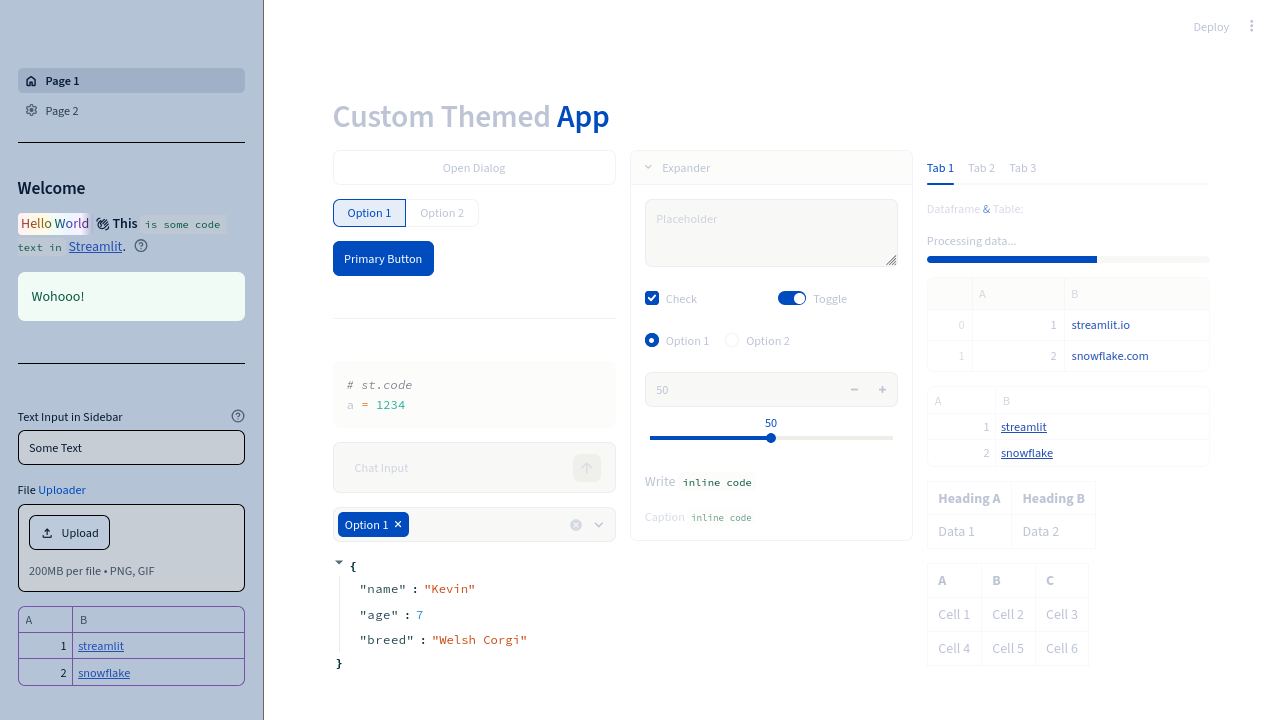 Deploy
Page 1
Page 2
Welcome
Hello World This is some code
text in Streamlit.
Wohooo!
Text Input in Sidebar
Some Text
File Uploader
Upload
200MB per file • PNG, GIF
A B
1 streamlit
2 snowflake
Custom Themed App
Open Dialog
Option 1 Option 2
Primary Button
# st.code
a = 1234
Chat Input
Option 1
{
"name" : "Kevin"
"age" : 7
"breed" : "Welsh Corgi"
}
Expander
Placeholder
Check Toggle
Option 1 Option 2
50
50
Write inline code
Caption inline code
Tab 1 Tab 2 Tab 3
Dataframe & Table:
Processing data...
A B
0 1 streamlit.io
1 2 snowflake.com
A B
1 streamlit
2 snowflake
Heading A Heading B
Data 1 Data 2
A B C
Cell 1 Cell 2 Cell 3
Cell 4 Cell 5 Cell 6